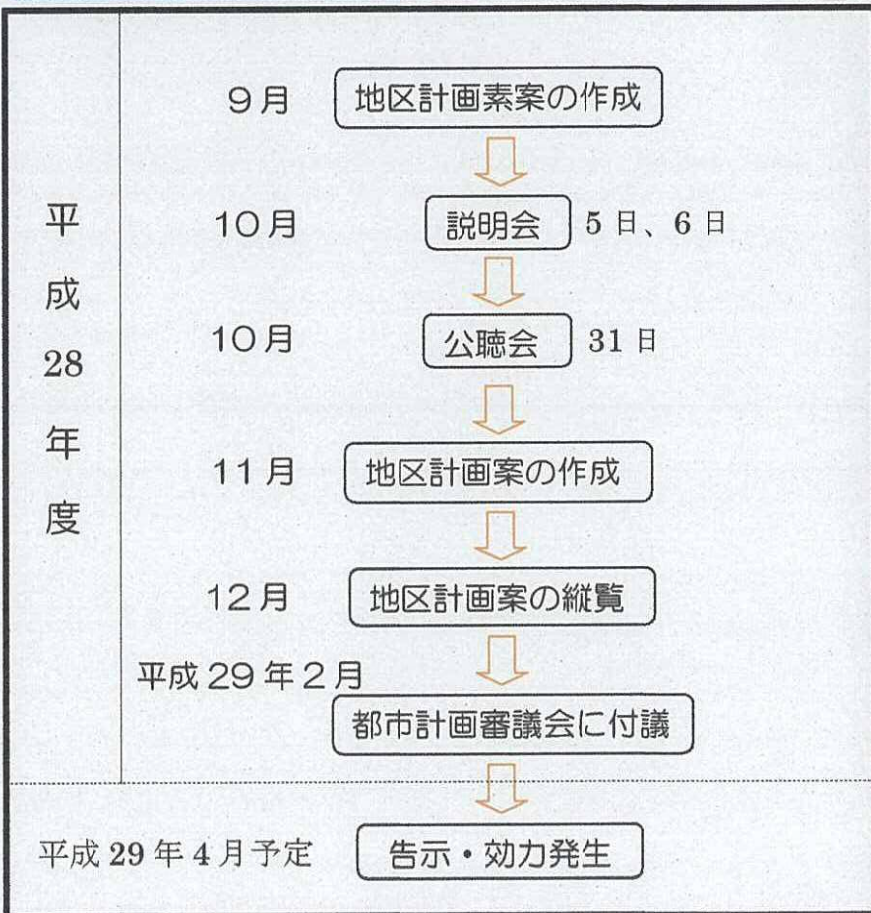 平成28年度
9月 地区計画素案の作成
10月 説明会 5日、6日
10月 公聴会 31日
11月 地区計画案の作成
12月 地区計画案の縦覧
平成29年2月
都市計画審議会に付議
平成29年4月予定 告示・効力発生